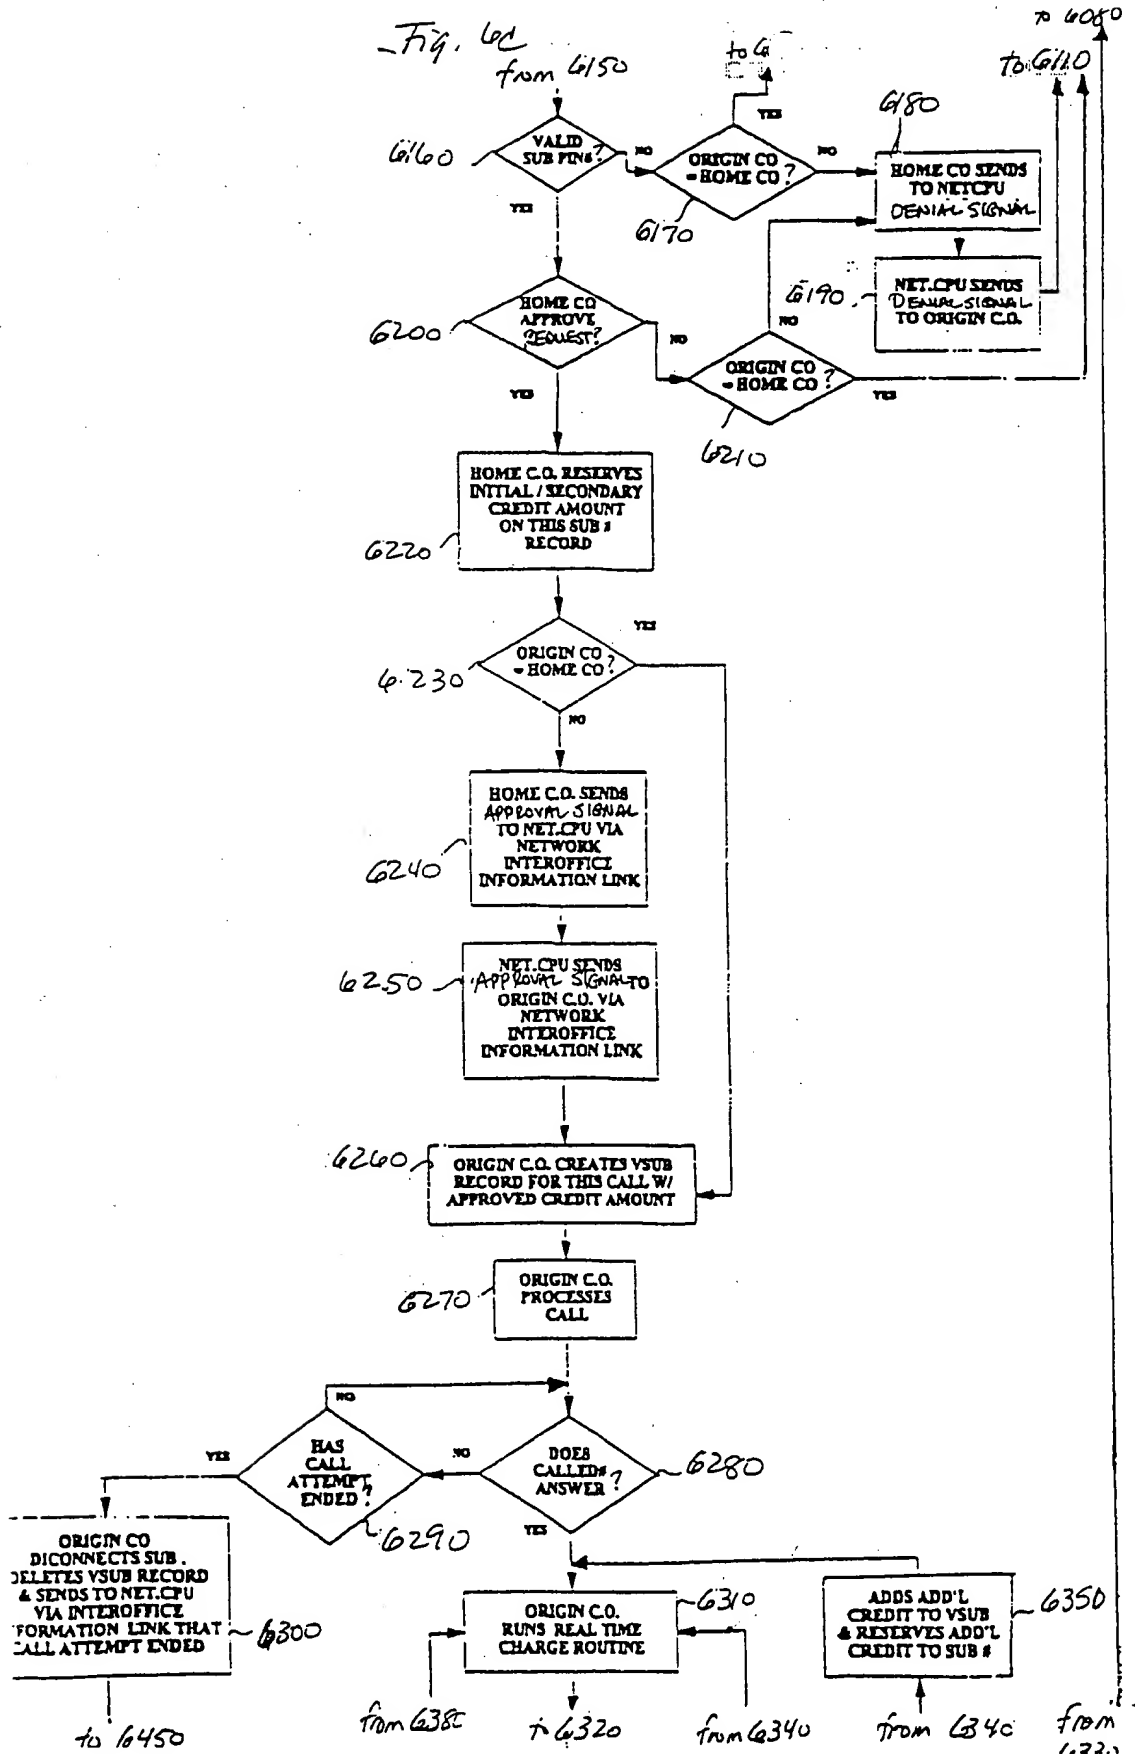 to 6080
Fig. 6c
to 6
to 6110
from 6150
YES
6180
6160
VALID
SUB PIN#?
NO
ORIGIN CO
= HOME CO?
NO
HOME CO SENDS
TO NETCPU
DENIAL SIGNAL
YES
6170
6190
NET.CPU SENDS
DENIAL SIGNAL
TO ORIGIN C.O.
6200
HOME CO
APPROVE
REQUEST?
NO
NO
ORIGIN CO
= HOME CO?
YES
YES
6210
HOME C.O. RESERVES
INITIAL / SECONDARY
CREDIT AMOUNT
ON THIS SUB #
RECORD
6220
YES
6230
ORIGIN CO
= HOME CO?
NO
HOME C.O. SENDS
APPROVAL SIGNAL
TO NET.CPU VIA
NETWORK
INTEROFFICE
INFORMATION LINK
6240
6250
NET.CPU SENDS
APPROVAL SIGNAL TO
ORIGIN C.O. VIA
NETWORK
INTEROFFICE
INFORMATION LINK
6260
ORIGIN C.O. CREATES VSUB
RECORD FOR THIS CALL W/
APPROVED CREDIT AMOUNT
6270
ORIGIN C.O.
PROCESSES
CALL
NO
YES
HAS
CALL
ATTEMPT
ENDED?
NO
DOES
CALLED#
ANSWER?
6280
6290
YES
ORIGIN CO
DICONNECTS SUB.
DELETES VSUB RECORD
& SENDS TO NET.CPU
VIA INTEROFFICE
FORMATION LINK THAT
CALL ATTEMPT ENDED
6300
ORIGIN C.O.
RUNS REAL TIME
CHARGE ROUTINE
6310
ADDS ADD'L
CREDIT TO VSUB
& RESERVES ADD'L
CREDIT TO SUB #
6350
to 6450
from 638
to 6320
from 6340
from 6340
from